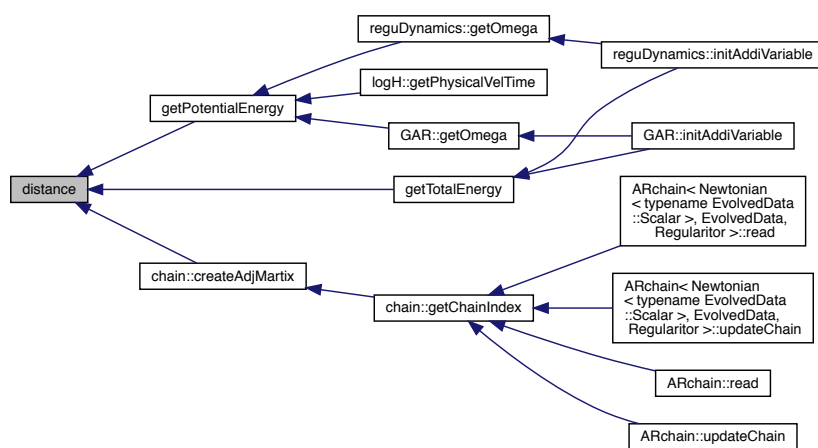 reguDynamics::getOmega
reguDynamics::initAddiVariable
logH::getPhysicalVelTime
getPotentialEnergy
GAR::getOmega
GAR::initAddiVariable
distance
getTotalEnergy
ARchain< Newtonian
< typename EvolvedData
::Scalar >, EvolvedData,
Regularitor >::read
chain::createAdjMartix
chain::getChainIndex
ARchain< Newtonian
< typename EvolvedData
::Scalar >, EvolvedData,
Regularitor >::updateChain
ARchain::read
ARchain::updateChain